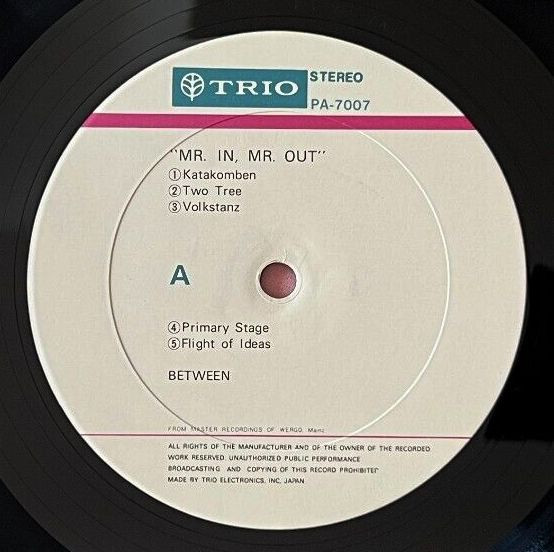 TRIO
STEREO
PA-7007
"MR. IN, MR. OUT"
①Katakomben
②Two Tree
③Volkstanz
A
④Primary Stage
⑤Flight of Ideas
BETWEEN
FROM MASTER RECORDINGS OF WERGO, Mainz
ALL RIGHTS OF THE MANUFACTURER AND OF THE OWNER OF THE RECORDED
WORK RESERVED. UNAUTHORIZED PUBLIC PERFORMANCE
BROADCASTING AND COPYING OF THIS RECORD PROHIBITED
MADE BY TRIO ELECTRONICS, INC, JAPAN